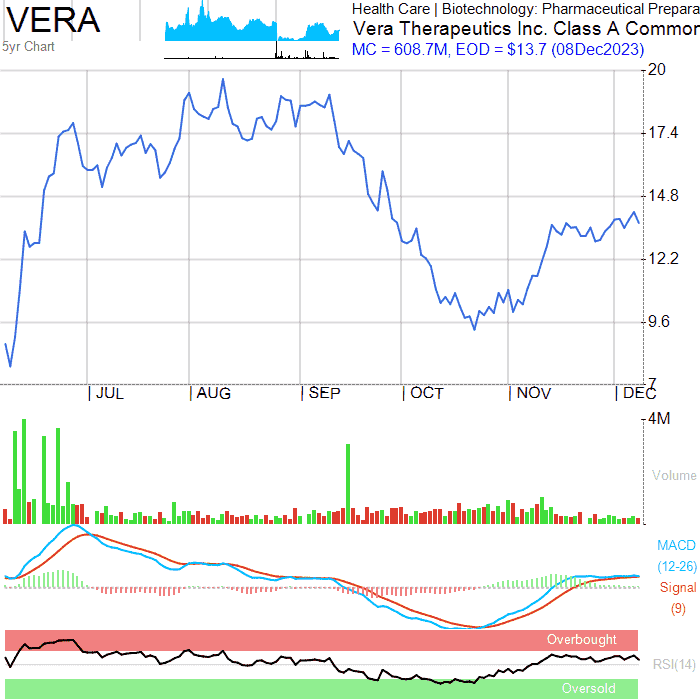 VERA
5yr Chart
Health Care | Biotechnology: Pharmaceutical Prepara
Vera Therapeutics Inc. Class A Common
MC = 608.7M, EOD = $13.7 (08Dec2023)
20
17.4
14.8
12.2
9.6
7
JUL
AUG
SEP
OCT
NOV
DEC
4M
Volume
MACD
(12-26)
Signal
(9)
Overbought
RSI(14)
Oversold